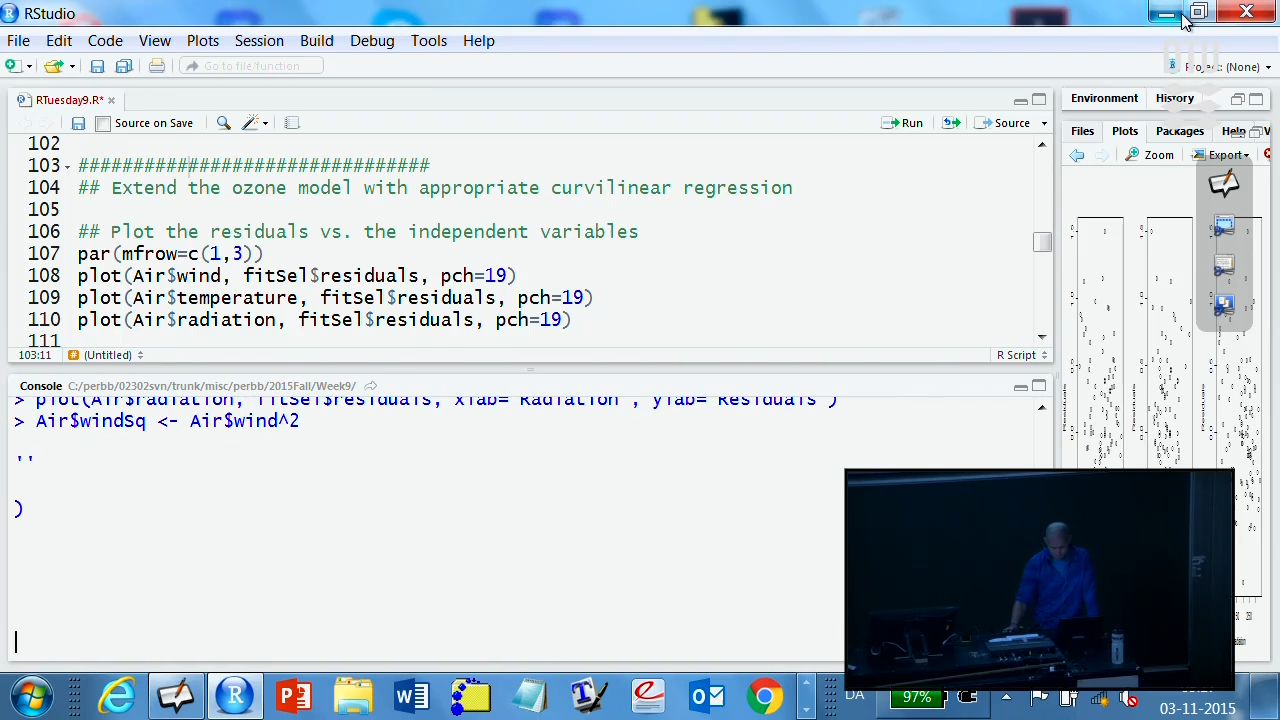 RStudio
File Edit Code View Plots Session Build Debug Tools Help
Go to file/function
Project: (None)
RTuesday9.R*
Source on Save
Run
Source
102
103 ################################
104 ## Extend the ozone model with appropriate curvilinear regression
105
106 ## Plot the residuals vs. the independent variables
107 par(mfrow=c(1,3))
108 plot(Air$wind, fitSel$residuals, pch=19)
109 plot(Air$temperature, fitSel$residuals, pch=19)
110 plot(Air$radiation, fitSel$residuals, pch=19)
111
103:11 # (Untitled) R Script
Console C:/perbb/02302svn/trunk/misc/perbb/2015Fall/Week9/
> plot(Air$radiation, fitSel$residuals, xlab="Radiation", ylab="Residuals")
> Air$windSq <- Air$wind^2
''
)
Environment History
Files Plots Packages Help
Zoom Export
DA
97%
03-11-2015